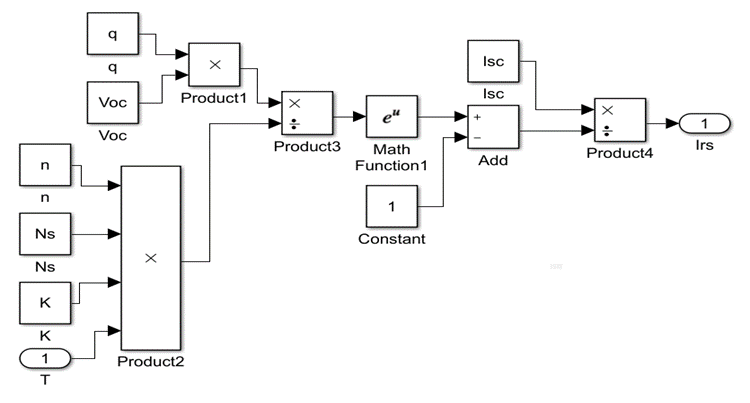 q
q
Voc
Voc
×
Product1
×
÷
Product3
e^u
Math
Function1
Isc
Isc
+
−
Add
×
÷
Product4
1
Irs
1
Constant
n
n
Ns
Ns
K
K
1
T
×
Product2